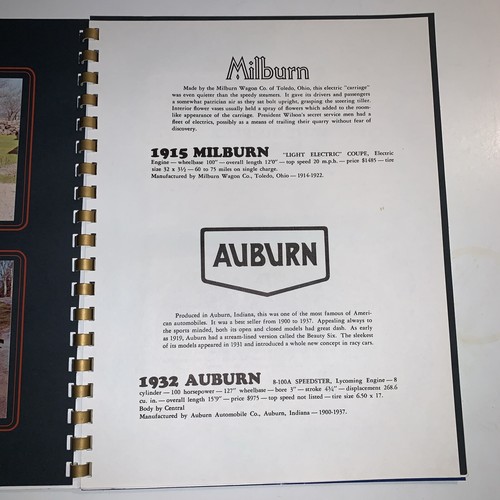 Milburn
Made by the Milburn Wagon Co. of Toledo, Ohio, this electric "carriage"
was even quieter than the speedy steamers. It gave its drivers and passengers
a somewhat patrician air as they sat bolt upright, grasping the steering tiller.
Interior flower vases usually held a spray of flowers which added to the room-
like appearance of the carriage. President Wilson's secret service men had a
fleet of electrics, possibly as a means of trailing their quarry without fear of
discovery.
1915 MILBURN "LIGHT ELECTRIC" COUPE, Electric
Engine — wheelbase 100" — overall length 12'0" — top speed 20 m.p.h. — price $1485 — tire
size 32 x 3½ — 60 to 75 miles on single charge.
Manufactured by Milburn Wagon Co., Toledo, Ohio — 1914-1922.
AUBURN
Produced in Auburn, Indiana, this was one of the most famous of Ameri-
can automobiles. It was a best seller from 1900 to 1937. Appealing always to
the sports minded, both its open and closed models had great dash. As early
as 1919, Auburn had a stream-lined version called the Beauty Six. The sleekest
of its models appeared in 1931 and introduced a whole new concept in racy cars.
1932 AUBURN 8-100A SPEEDSTER, Lycoming Engine — 8
cylinder — 100 horsepower — 127" wheelbase — bore 3" — stroke 4¾" — displacement 268.6
cu. in. — overall length 15'9" — price $975 — top speed not listed — tire size 6.50 x 17.
Body by Central
Manufactured by Auburn Automobile Co., Auburn, Indiana — 1900-1937.